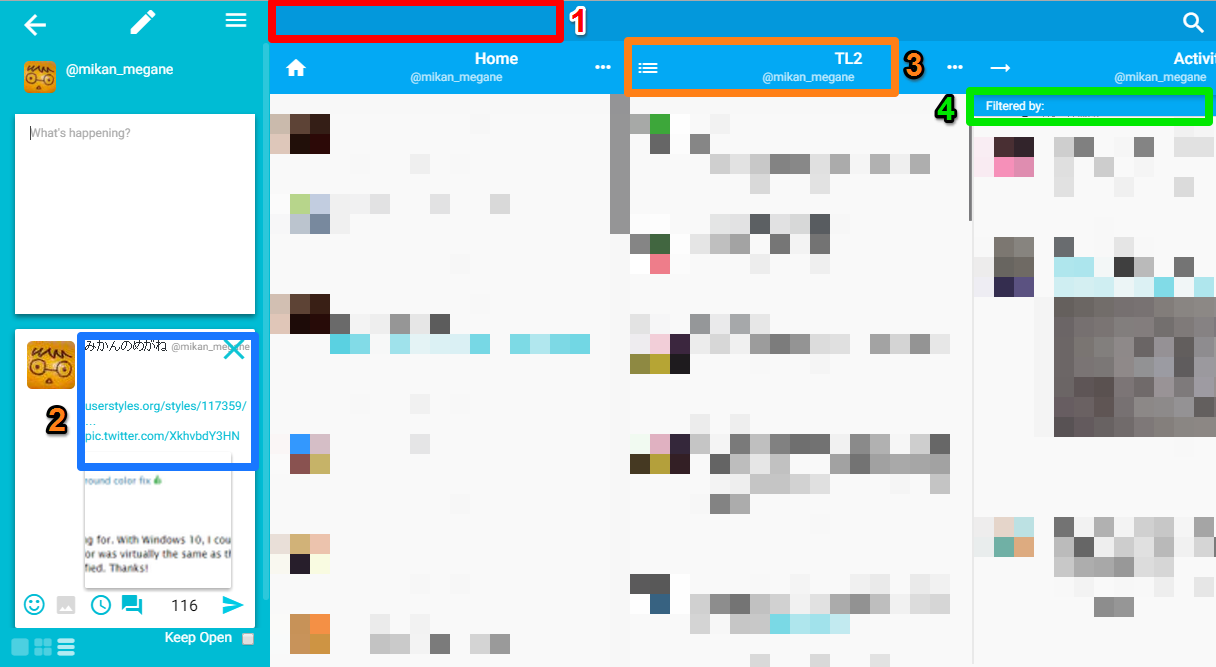 1
@mikan_megane
Home
@mikan_megane
TL2
@mikan_megane
3
Activi
@mikan_megane
4
Filtered by:
What's happening?
みかんのめがね @mikan_megane
2
userstyles.org/styles/117359/
...
pic.twitter.com/XkhvbdY3HN
round color fix
g for. With Windows 10, I cou
or was virtually the same as th
fied. Thanks!
116
Keep Open